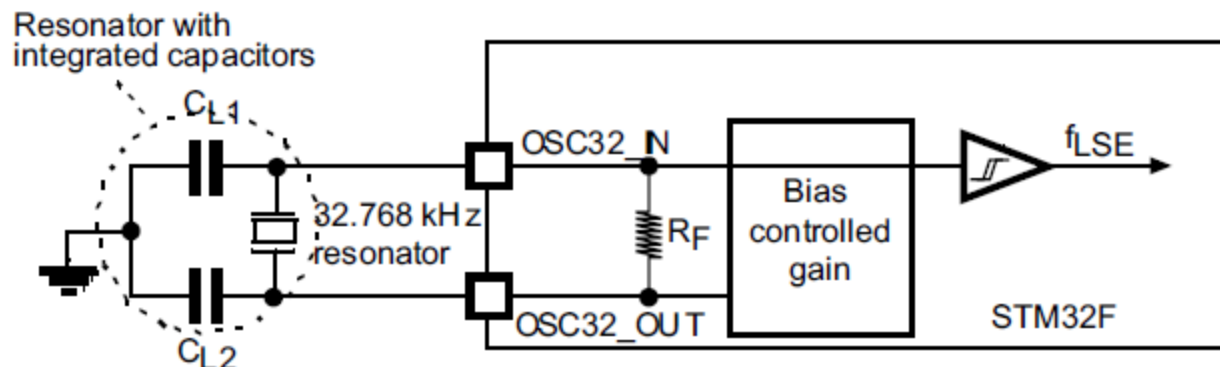 Resonator with
integrated capacitors
CL1
OSC32_IN
fLSE
32.768 kHz
resonator
RF
Bias
controlled
gain
OSC32_OUT
STM32F
CL2